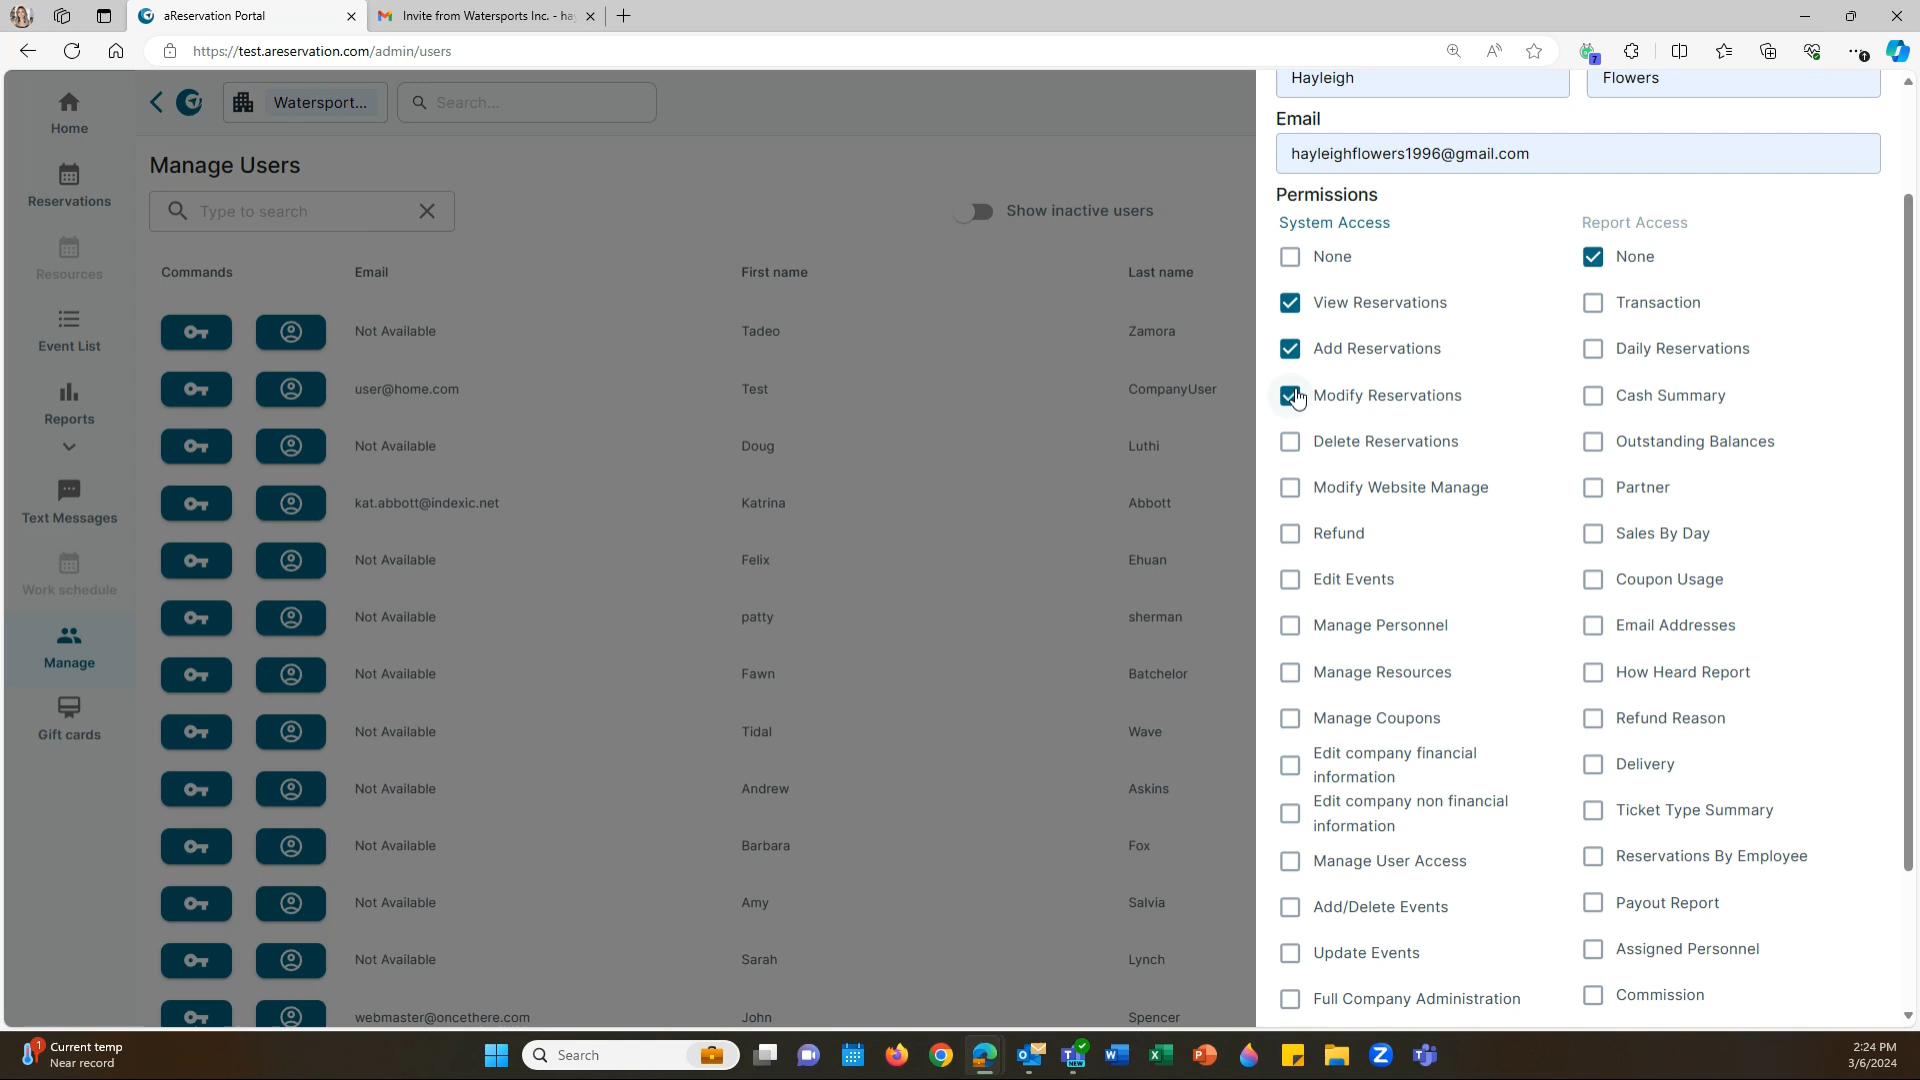 aReservation Portal
Invite from Watersports Inc. - ha
https://test.areservation.com/admin/users
7
Home
Reservations
Resources
Event List
Reports
Text Messages
Work schedule
Manage
Gift cards
Watersport...
Search...
Manage Users
Type to search
Show inactive users
Commands Email First name Last name
Not Available Tadeo Zamora
user@home.com Test CompanyUser
Not Available Doug Luthi
kat.abbott@indexic.net Katrina Abbott
Not Available Felix Ehuan
Not Available patty sherman
Not Available Fawn Batchelor
Not Available Tidal Wave
Not Available Andrew Askins
Not Available Barbara Fox
Not Available Amy Salvia
Not Available Sarah Lynch
webmaster@oncethere.com John Spencer
Hayleigh Flowers
Email
hayleighflowers1996@gmail.com
Permissions
System Access
None
View Reservations
Add Reservations
Modify Reservations
Delete Reservations
Modify Website Manage
Refund
Edit Events
Manage Personnel
Manage Resources
Manage Coupons
Edit company financial
information
Edit company non financial
information
Manage User Access
Add/Delete Events
Update Events
Full Company Administration
Report Access
None
Transaction
Daily Reservations
Cash Summary
Outstanding Balances
Partner
Sales By Day
Coupon Usage
Email Addresses
How Heard Report
Refund Reason
Delivery
Ticket Type Summary
Reservations By Employee
Payout Report
Assigned Personnel
Commission
1
Current temp
Near record
Search
NEW
2:24 PM
3/6/2024